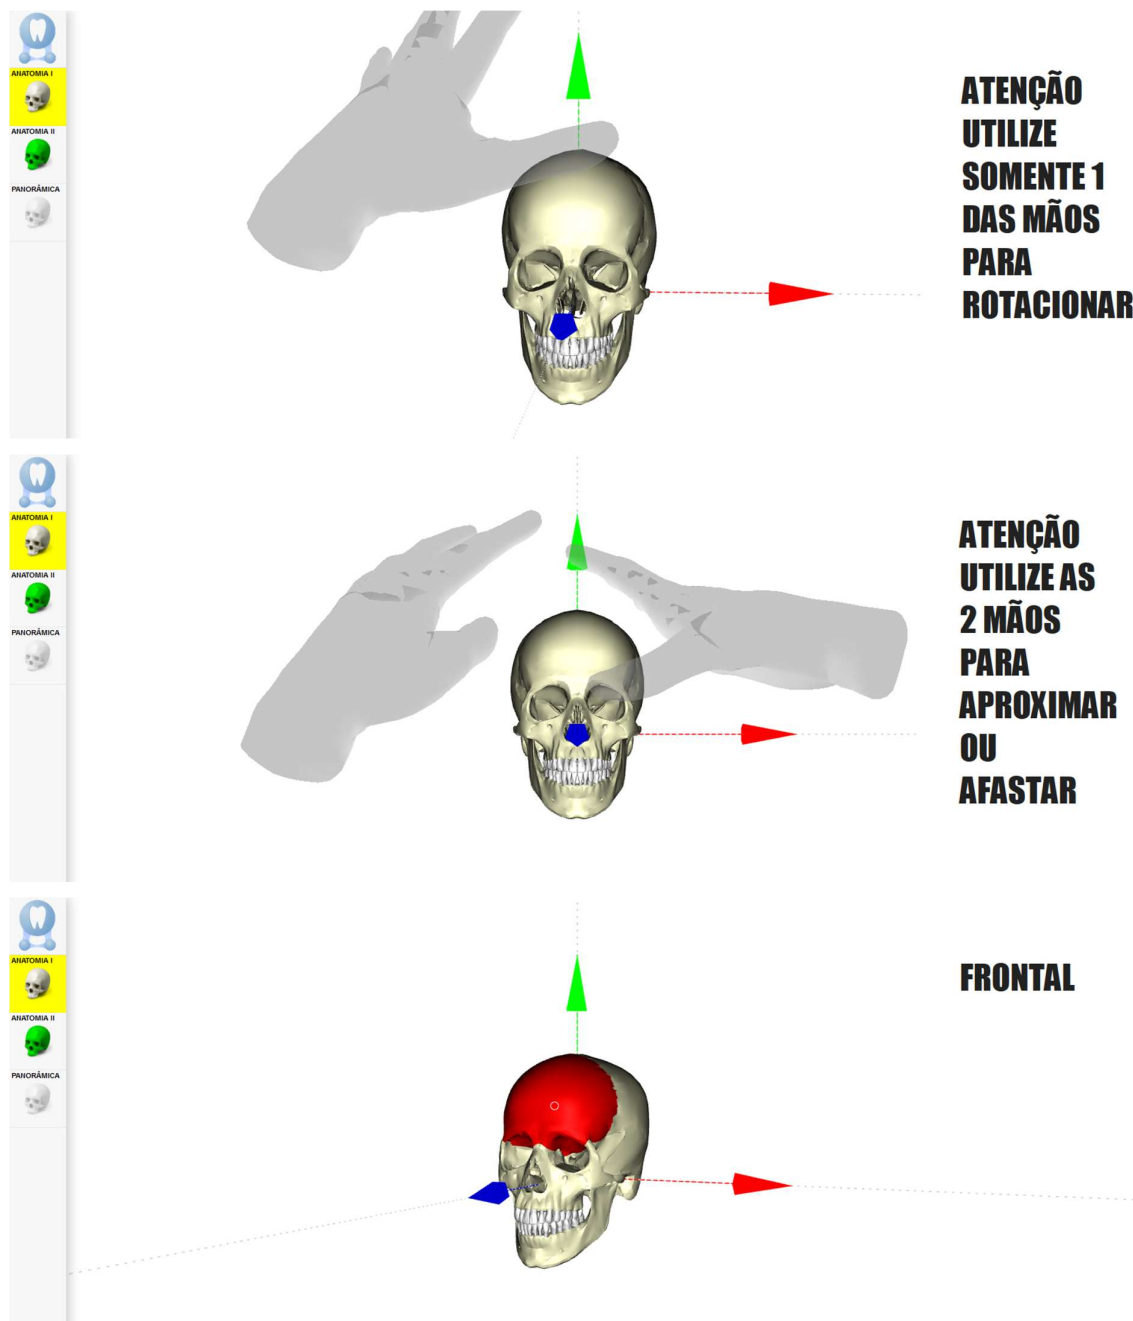 ANATOMIA I
ANATOMIA II
PANORÂMICA
ATENÇÃO
UTILIZE
SOMENTE 1
DAS MÃOS
PARA
ROTACIONAR
ANATOMIA I
ANATOMIA II
PANORÂMICA
ATENÇÃO
UTILIZE AS
2 MÃOS
PARA
APROXIMAR
OU
AFASTAR
ANATOMIA I
ANATOMIA II
PANORÂMICA
FRONTAL